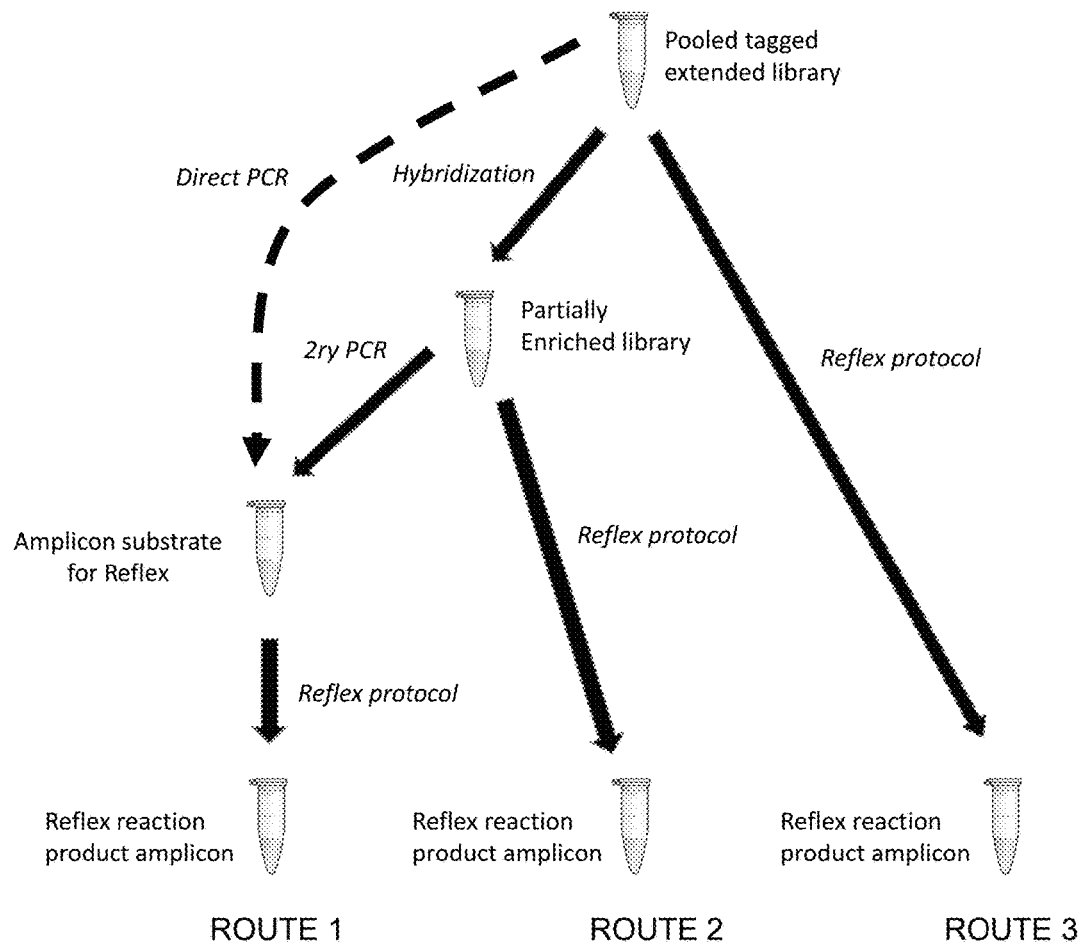 Pooled tagged
extended library
Direct PCR
Hybridization
Partially
Enriched library
2ry PCR
Reflex protocol
Amplicon substrate
for Reflex
Reflex protocol
Reflex protocol
Reflex reaction
product amplicon
Reflex reaction
product amplicon
Reflex reaction
product amplicon
ROUTE 1
ROUTE 2
ROUTE 3